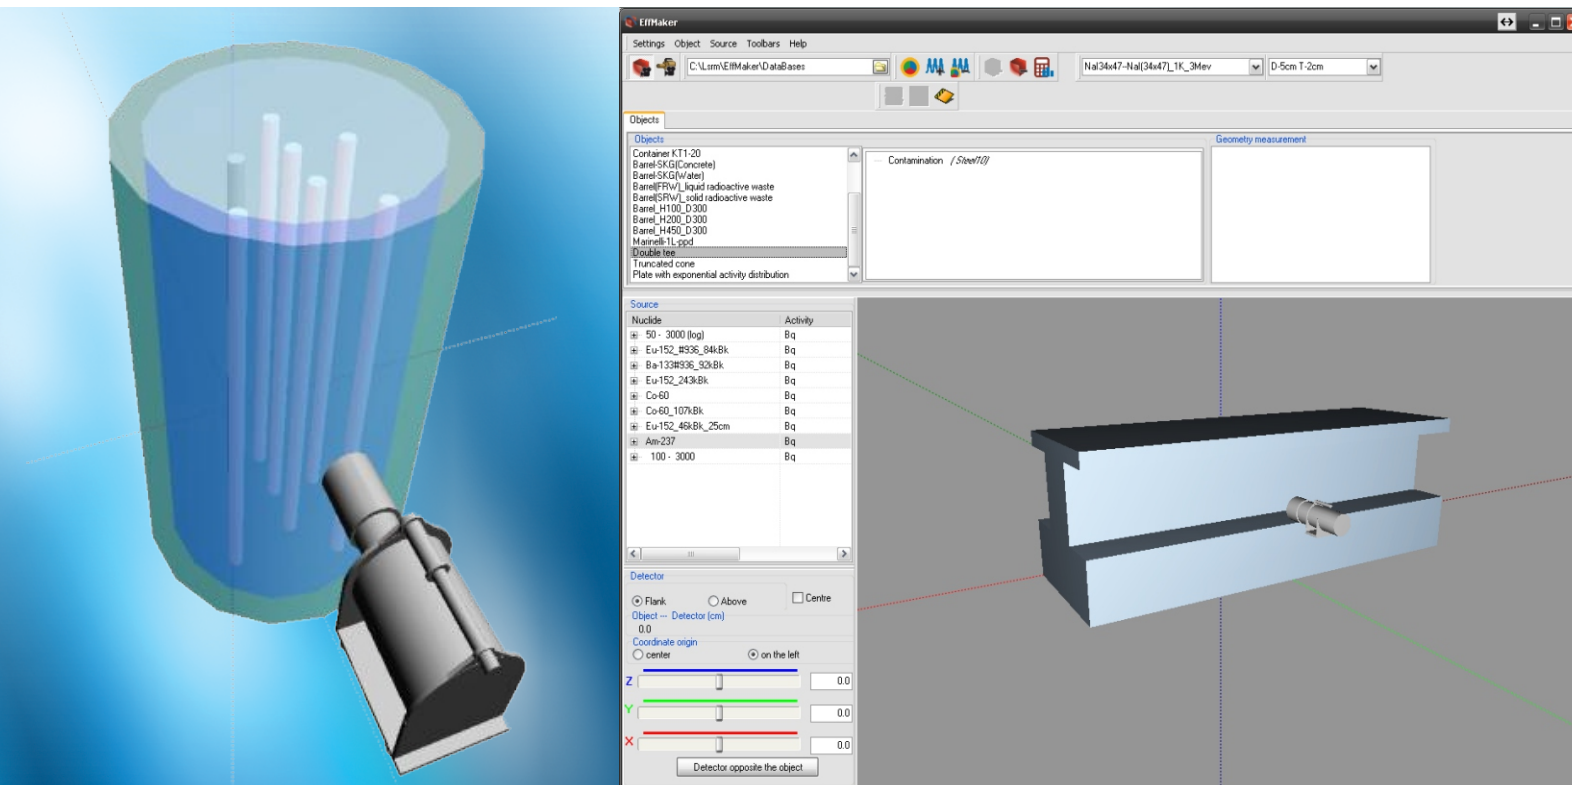 EffMaker
Settings Object Source Toolbars Help
C:\Lsrm\EffMaker\DataBases
NaI34x47--NaI(34x47)_1K_3Mev
D-5cm T-2cm
Objects
Objects
Container KT1-20
Barrel-SKG(Concrete)
Barrel-SKG(Water)
Barrel(FRW)_liquid radioactive waste
Barrel(SRW)_solid radioactive waste
Barrel_H100_D300
Barrel_H200_D300
Barrel_H450_D300
Marinelli-1L-ppd
Double tee
Truncated cone
Plate with exponential activity distribution
Contamination (Steel10)
Geometry measurement
Source
Nuclide Activity
50 - 3000 (log) Bq
Eu-152_#936_84kBk Bq
Ba-133#936_92kBk Bq
Eu-152_243kBk Bq
Co-60 Bq
Co-60_107kBk Bq
Eu-152_46kBk_25cm Bq
Am-237 Bq
100 - 3000 Bq
Detector
Flank Above Centre
Object --- Detector (cm)
0.0
Coordinate origin
center on the left
Z 0.0
Y 0.0
X 0.0
Detector opposite the object